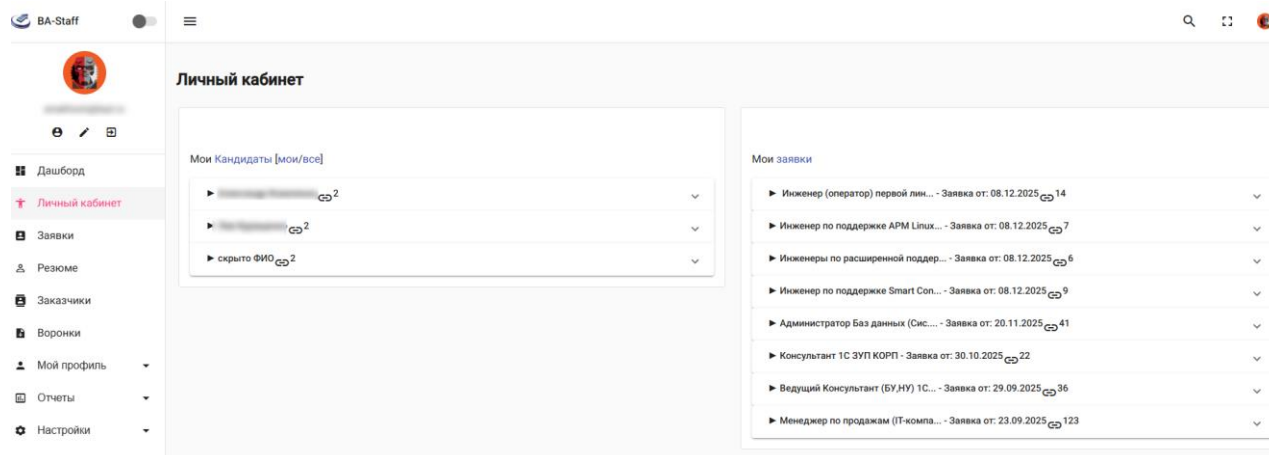 BA-Staff
Дашборд
Личный кабинет
Заявки
Резюме
Заказчики
Воронки
Мой профиль
Отчеты
Настройки
Личный кабинет
Мои Кандидаты [мои/все]
2
2
скрыто ФИО 2
Мои заявки
Инженер (оператор) первой лин... - Заявка от: 08.12.2025 14
Инженер по поддержке АРМ Linux... - Заявка от: 08.12.2025 7
Инженеры по расширенной поддер... - Заявка от: 08.12.2025 6
Инженер по поддержке Smart Con... - Заявка от: 08.12.2025 9
Администратор Баз данных (Сис.... - Заявка от: 20.11.2025 41
Консультант 1С ЗУП КОРП - Заявка от: 30.10.2025 22
Ведущий Консультант (БУ,НУ) 1С... - Заявка от: 29.09.2025 36
Менеджер по продажам (IT-компа... - Заявка от: 23.09.2025 123